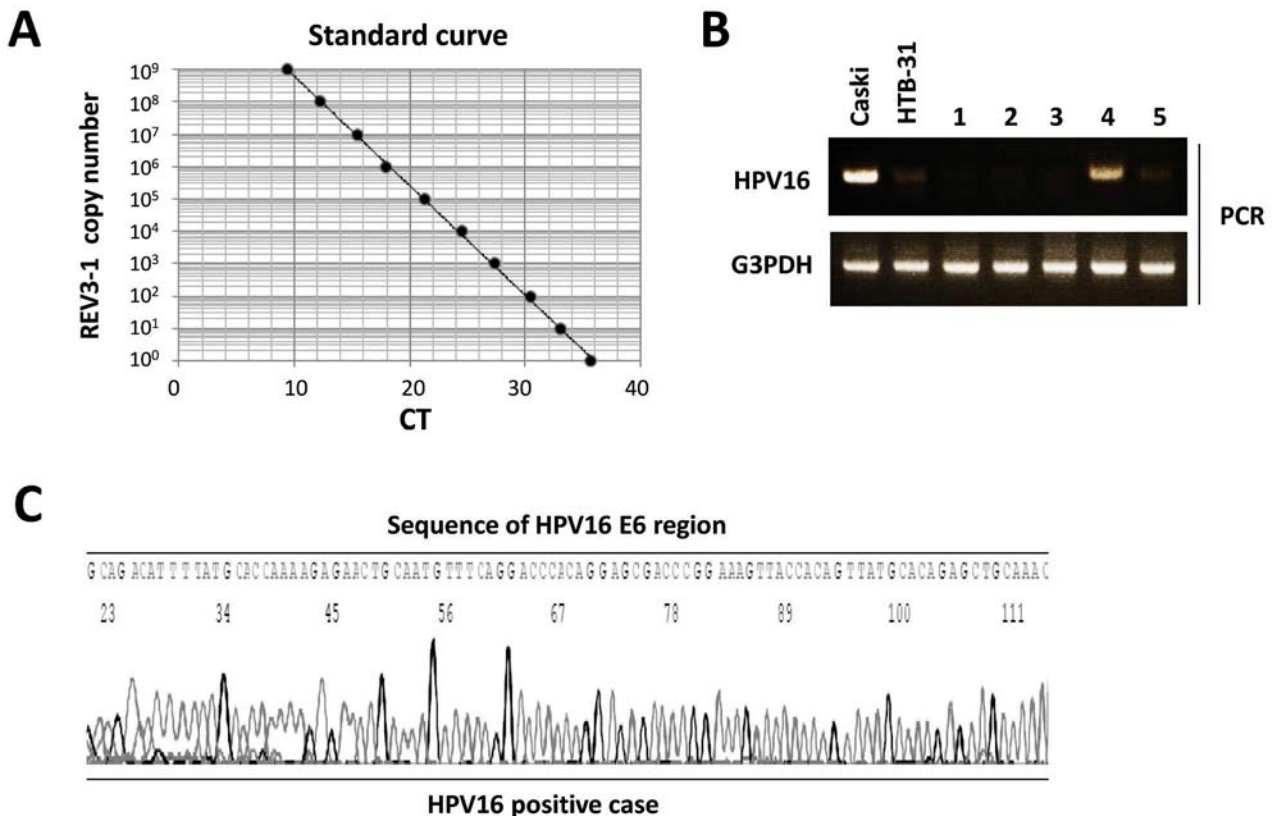 A
Standard curve
REV3-1 copy number
10⁹
10⁸
10⁷
10⁶
10⁵
10⁴
10³
10²
10¹
10⁰
0 10 20 30 40
CT
B
Caski HTB-31 1 2 3 4 5
HPV16
G3PDH
PCR
C
Sequence of HPV16 E6 region
GCAGACATTTTATGCACCAAAAGAGAACTGCAATGTTTCAGGACCCACAGGAGCGACCCGGAAAGTTACCACAGTTATGCACAGAGCTGCAAAC
23 34 45 56 67 78 89 100 111
HPV16 positive case